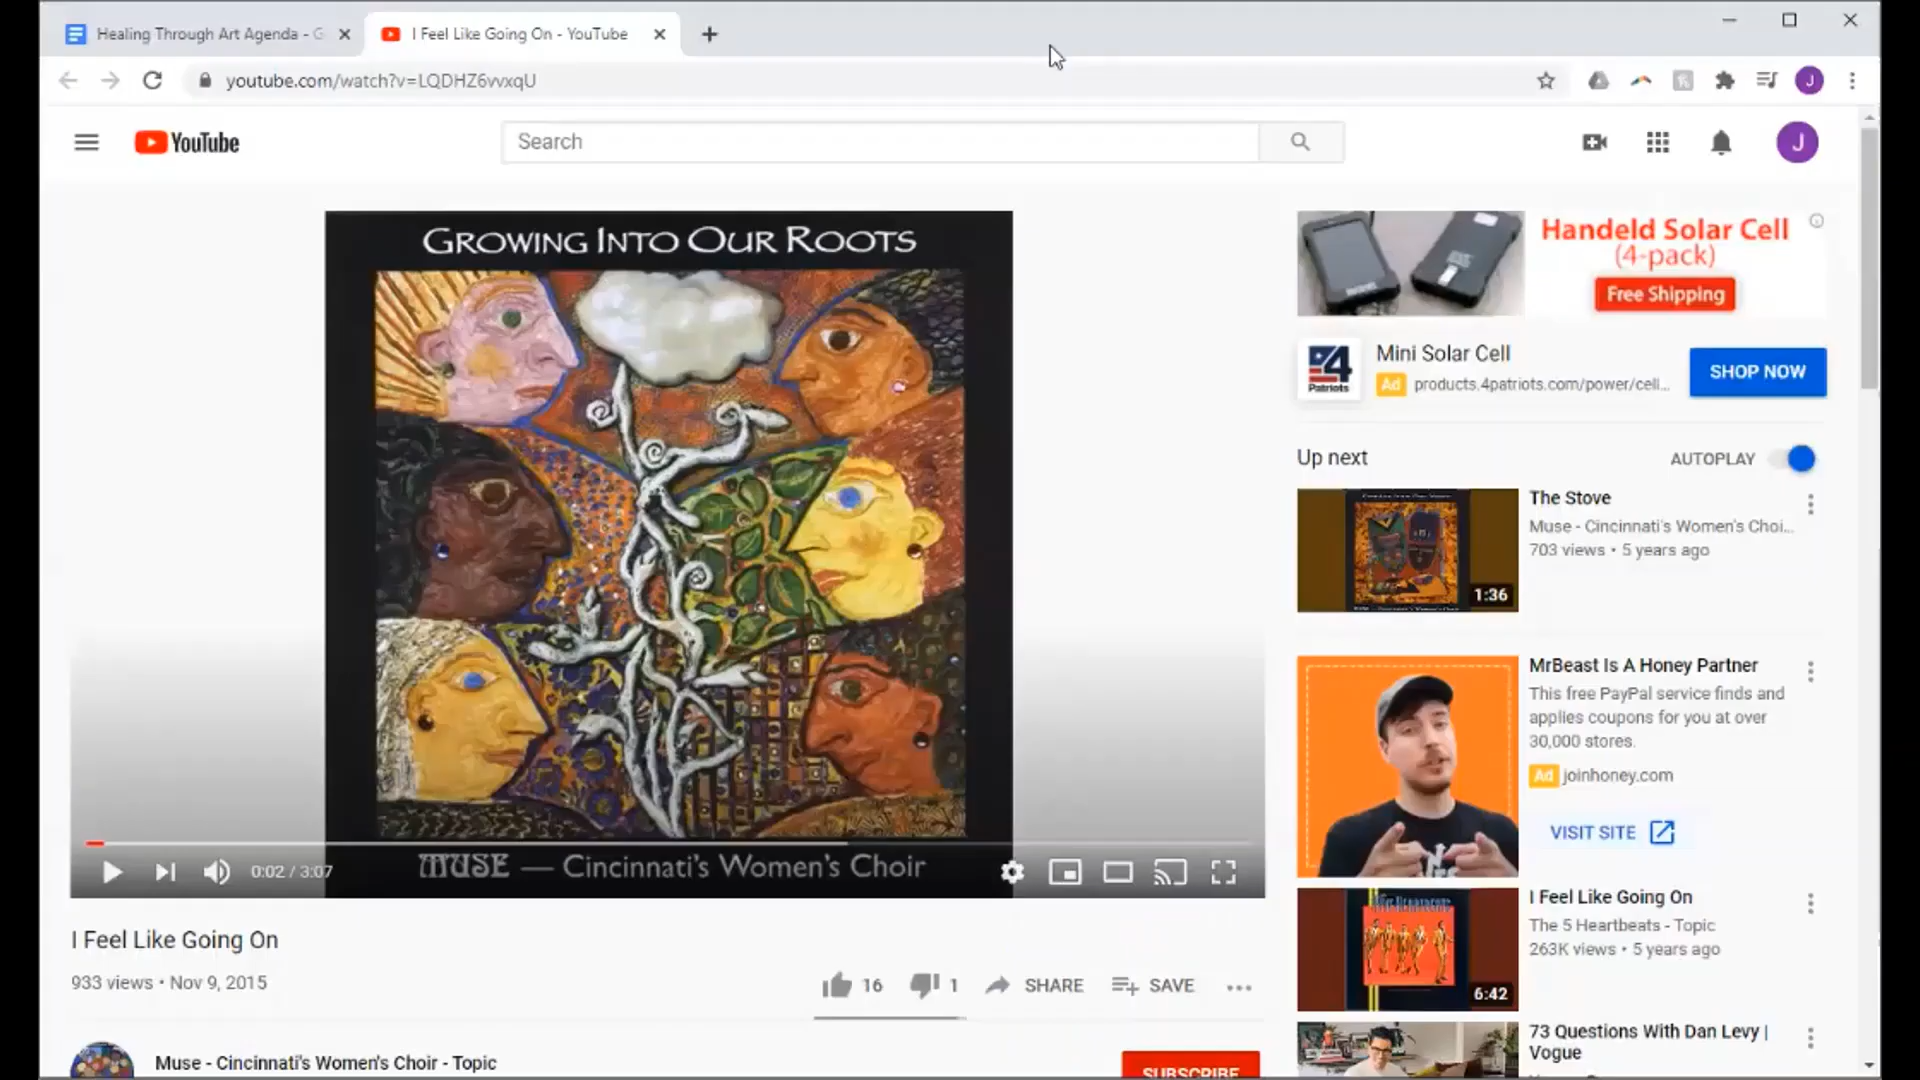 Healing Through Art Agenda - G
I Feel Like Going On - YouTube
youtube.com/watch?v=LQDHZ6vvxqU
J
YouTube
Search
J
GROWING INTO OUR ROOTS
MUSE — Cincinnati's Women's Choir
0:02 / 3:07
I Feel Like Going On
933 views • Nov 9, 2015
16
1
SHARE
SAVE
Muse - Cincinnati's Women's Choir - Topic
SUBSCRIBE
Handeld Solar Cell
(4-pack)
Free Shipping
4
Patriots
Mini Solar Cell
Ad products.4patriots.com/power/cell...
SHOP NOW
Up next
AUTOPLAY
The Stove
Muse - Cincinnati's Women's Choi...
703 views • 5 years ago
1:36
MrBeast Is A Honey Partner
This free PayPal service finds and
applies coupons for you at over
30,000 stores.
Ad joinhoney.com
VISIT SITE
I Feel Like Going On
The 5 Heartbeats - Topic
263K views • 5 years ago
6:42
73 Questions With Dan Levy |
Vogue